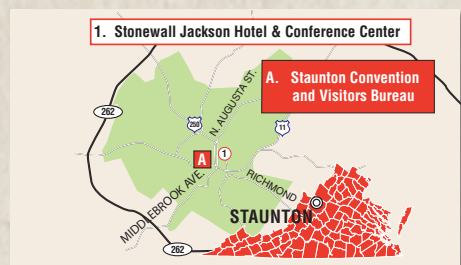 1. Stonewall Jackson Hotel & Conference Center
A. Staunton Convention
and Visitors Bureau
262
250
N. AUGUSTA ST.
11
A
1
MIDDLEBROOK AVE.
RICHMOND
STAUNTON
262